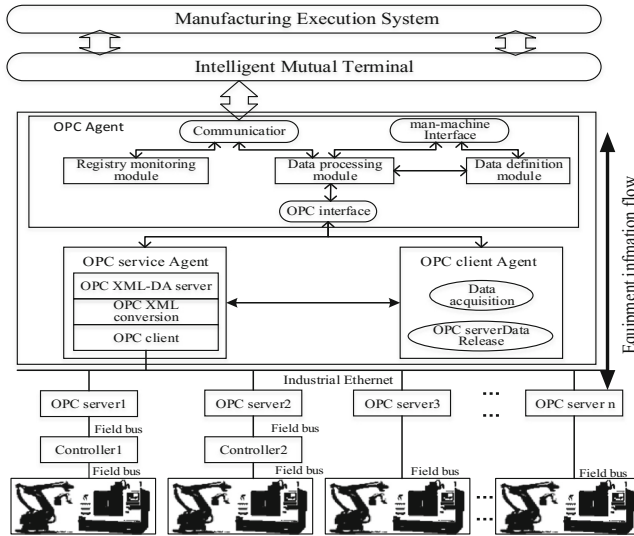 Manufacturing Execution System
Intelligent Mutual Terminal
OPC Agent
Communicatior
man-machine
Interface
Registry monitoring
module
Data processing
module
Data definition
module
OPC interface
OPC service Agent
OPC XML-DA server
OPC XML
conversion
OPC client
OPC client Agent
Data
acquisition
OPC serverData
Release
Equipment infmation flow
Industrial Ethernet
OPC server1
OPC server2
OPC server3
...
...
OPC server n
Field bus
Field bus
Controller1
Controller2
Field bus
Field bus
Field bus
Field bus
...
...